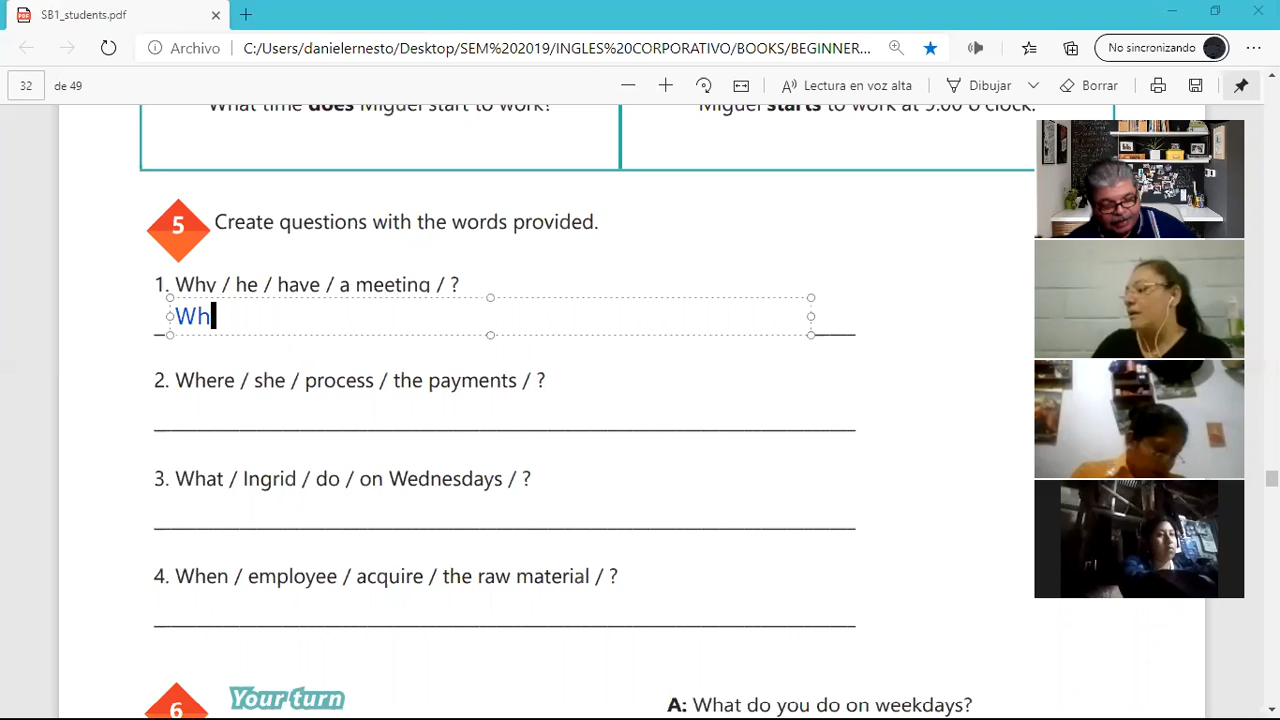 SB1_students.pdf
Archivo
C:/Users/danielernesto/Desktop/SEM%202019/INGLES%20CORPORATIVO/BOOKS/BEGINNER...
No sincronizando
32 de 49
Lectura en voz alta
Dibujar
Borrar
What time does Miguel start to work?
Miguel starts to work at 9:00 o'clock.
5 Create questions with the words provided.
1. Why / he / have / a meeting / ?
Wh
2. Where / she / process / the payments / ?
3. What / Ingrid / do / on Wednesdays / ?
4. When / employee / acquire / the raw material / ?
6 Your turn
A: What do you do on weekdays?